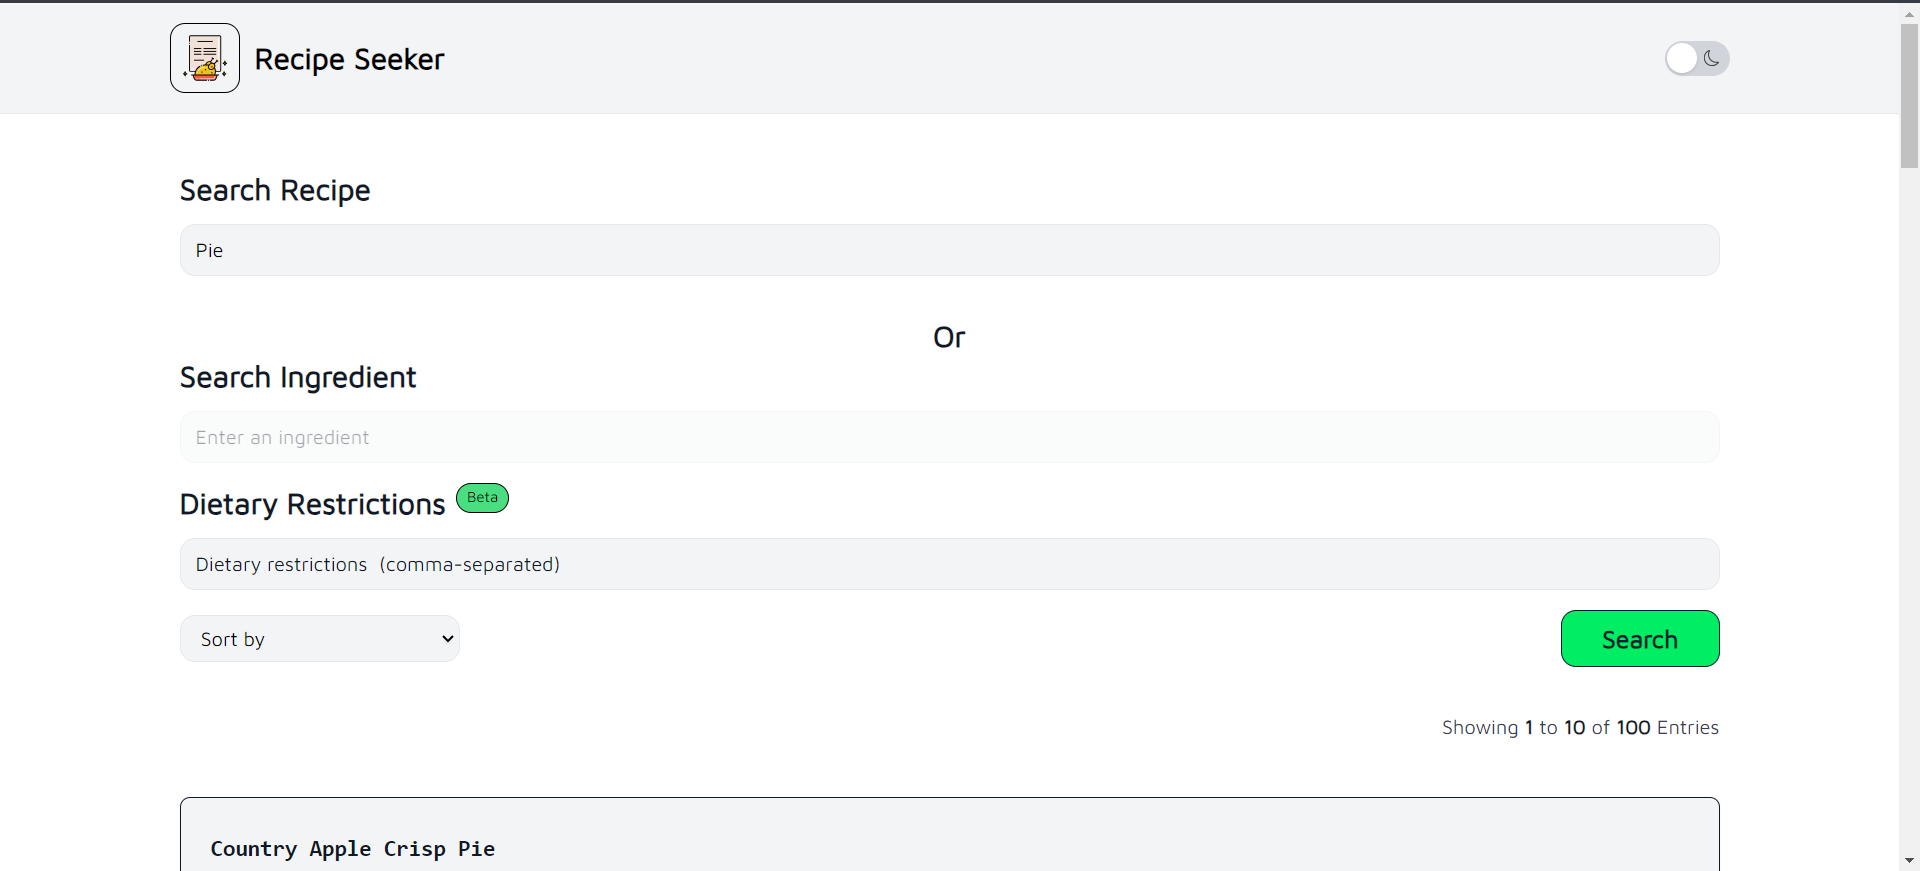 Recipe Seeker
Search Recipe
Pie
Or
Search Ingredient
Enter an ingredient
Dietary Restrictions Beta
Dietary restrictions (comma-separated)
Sort by
Search
Showing 1 to 10 of 100 Entries
Country Apple Crisp Pie